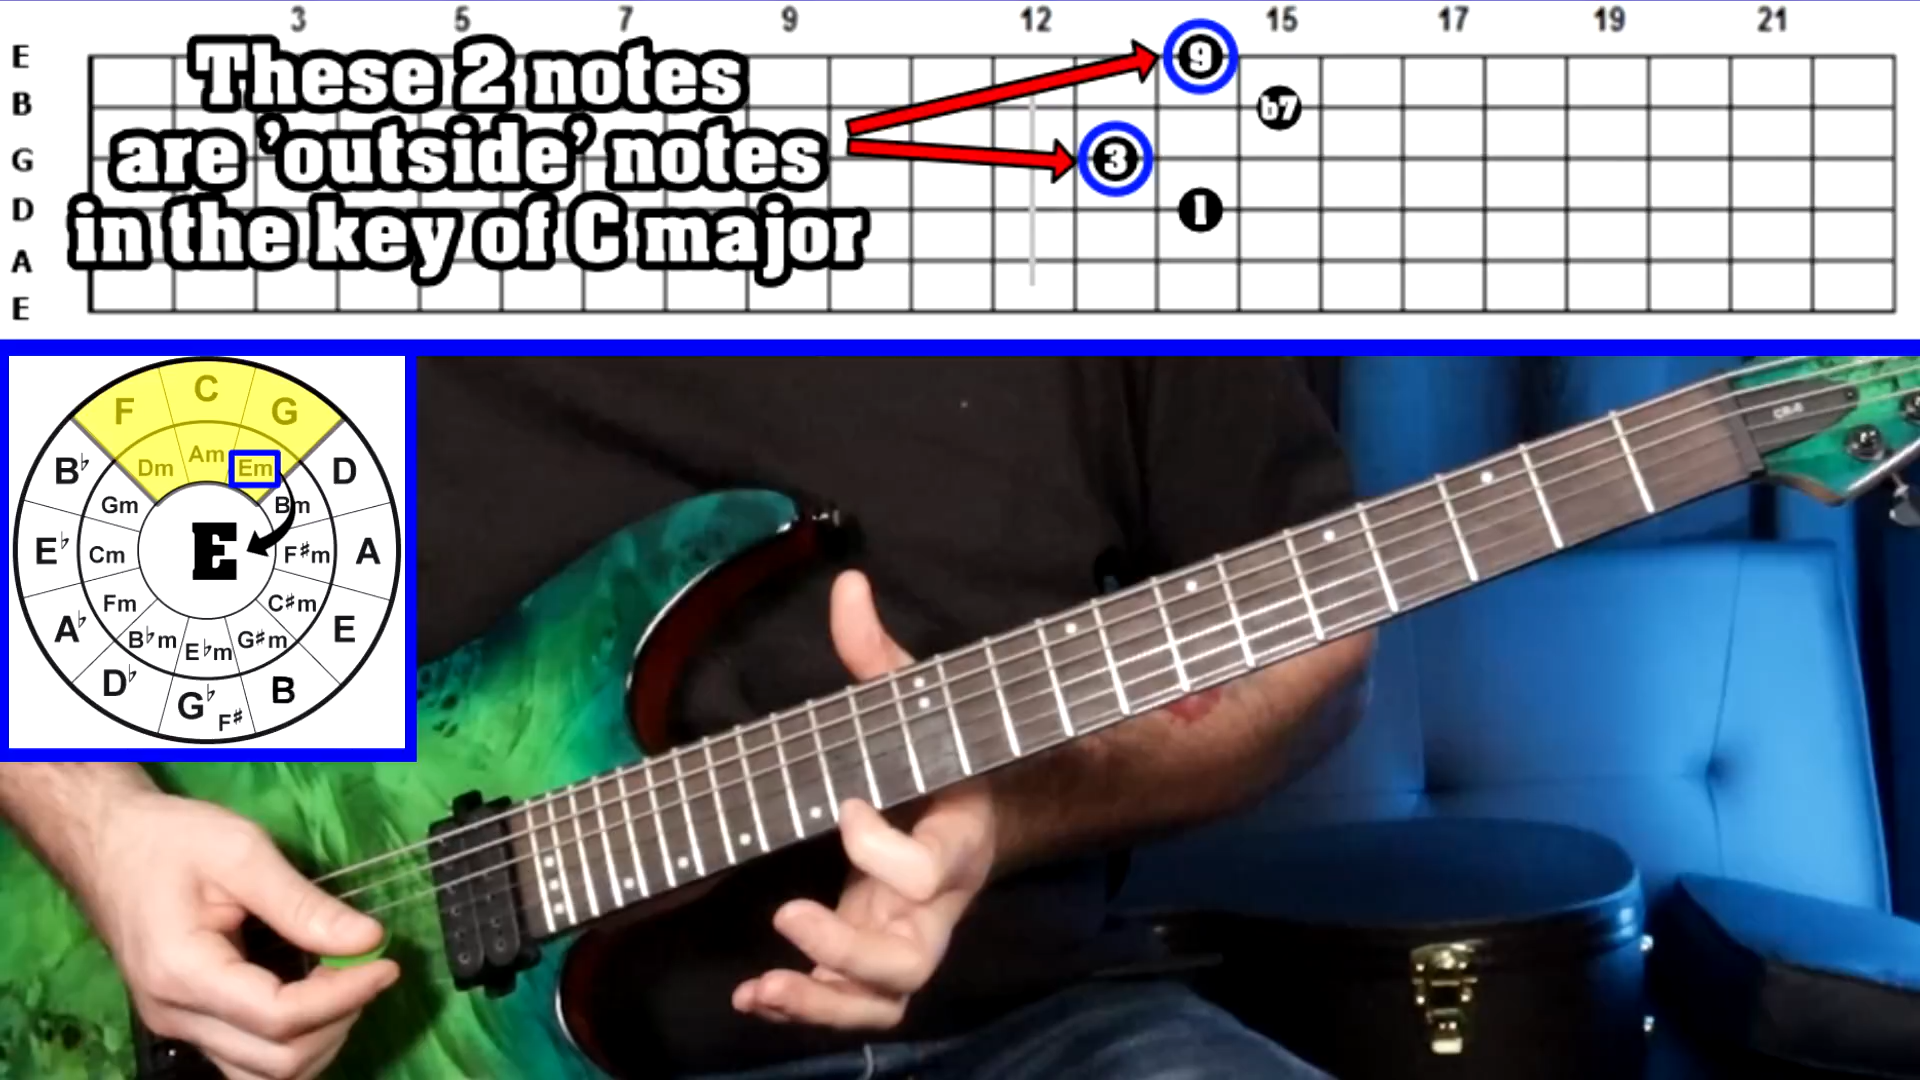 3 5 7 9 12 15 17 19 21
E
B
G
D
A
E
These 2 notes
are 'outside' notes
in the key of C major
9
b7
3
1
F C G
Dm Am Em
B♭ D
Gm Bm
E♭ Cm E F#m A
Fm C#m
A♭ E
B♭m E♭m G#m
D♭ B
G♭ F#